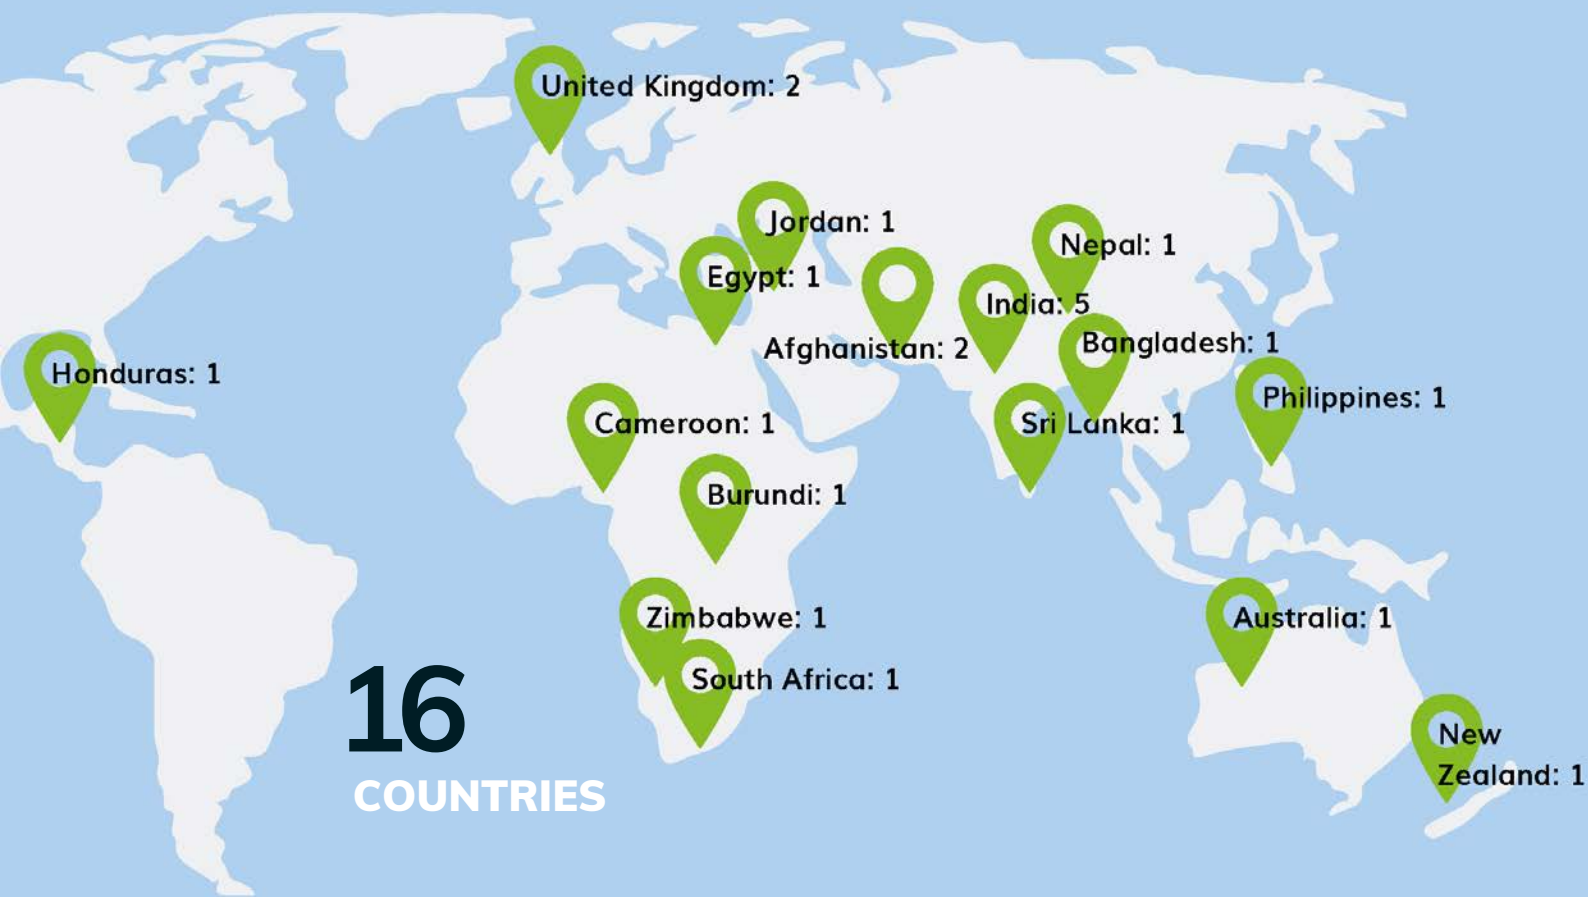 United Kingdom: 2
Jordan: 1
Nepal: 1
Egypt: 1
India: 5
Afghanistan: 2
Bangladesh: 1
Honduras: 1
Philippines: 1
Cameroon: 1
Sri Lanka: 1
Burundi: 1
Zimbabwe: 1
Australia: 1
South Africa: 1
16
COUNTRIES
New
Zealand: 1